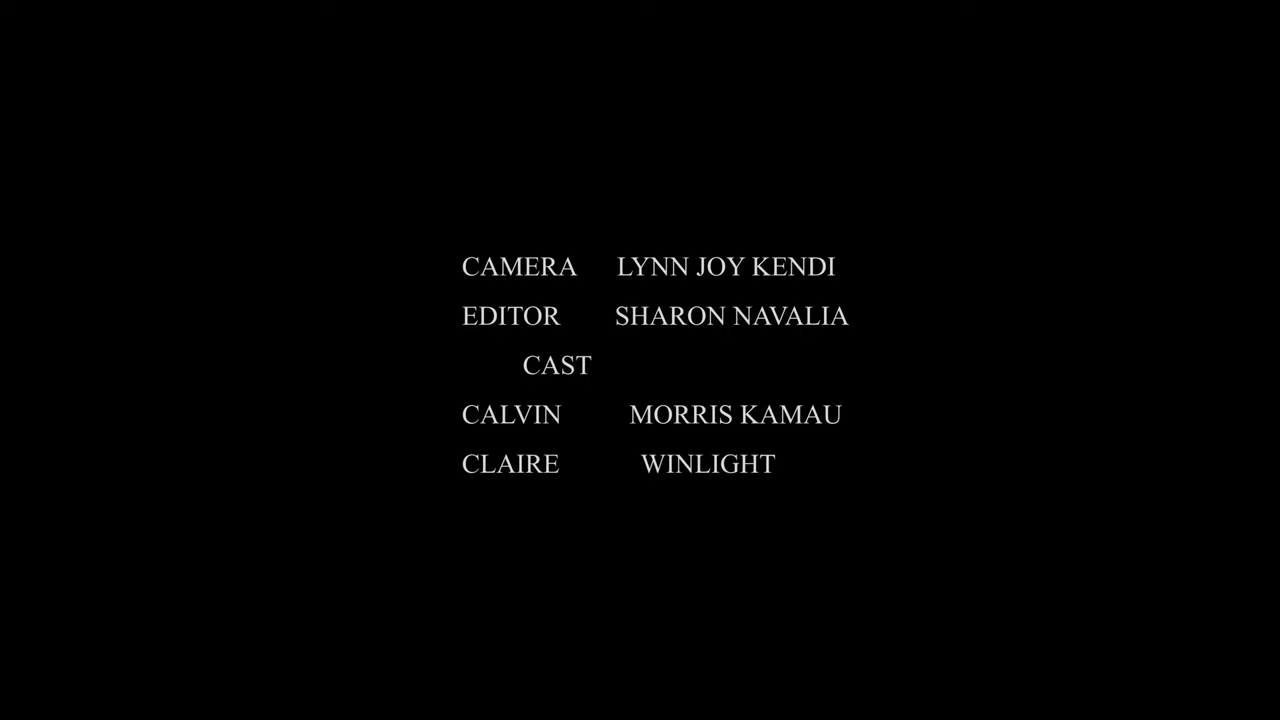 CAMERA LYNN JOY KENDI
EDITOR SHARON NAVALIA
CAST
CALVIN MORRIS KAMAU
CLAIRE WINLIGHT